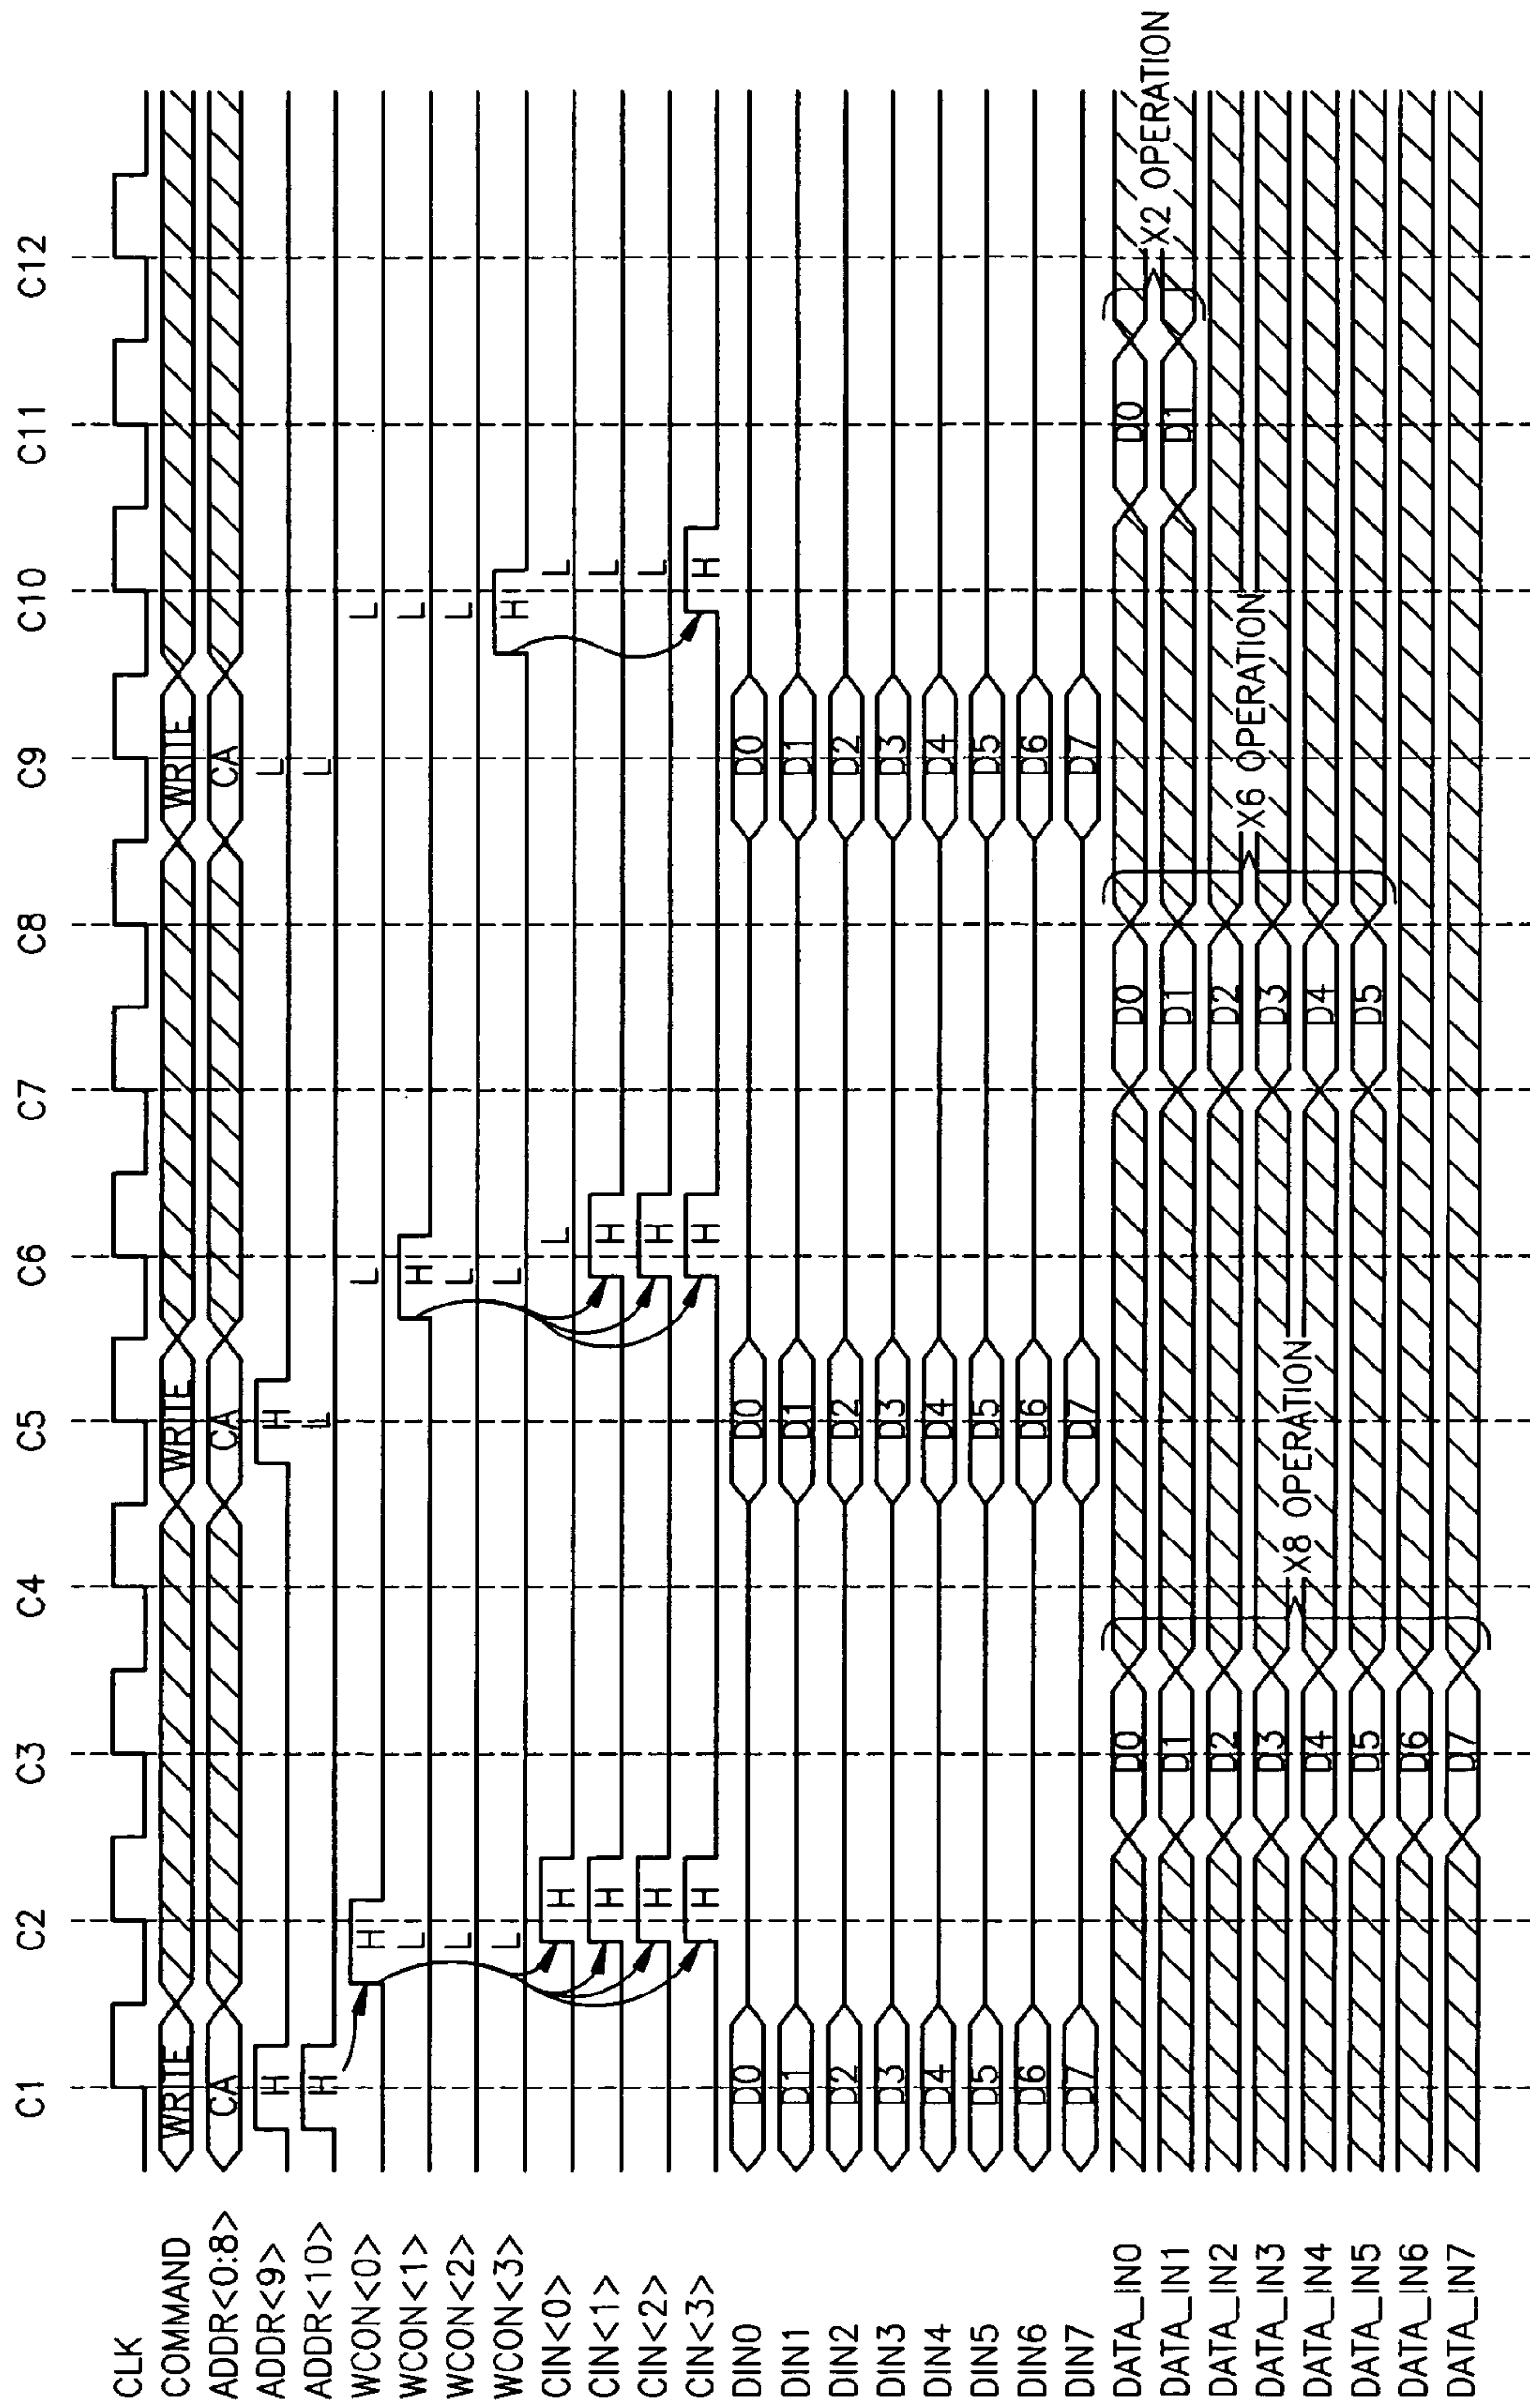 C1 C2 C3 C4 C5 C6 C7 C8 C9 C10 C11 C12
CLK
COMMAND WRITE WRITE WRITE
ADDR<0:8> CA CA CA
ADDR<9> H H L
ADDR<10> H L L
WCON<0> H L L
WCON<1> L H L
WCON<2> L L L
WCON<3> L L H
CIN<0> H L L
CIN<1> H H L
CIN<2> H H L
CIN<3> H H H
DIN0 D0 D0 D0
DIN1 D1 D1 D1
DIN2 D2 D2 D2
DIN3 D3 D3 D3
DIN4 D4 D4 D4
DIN5 D5 D5 D5
DIN6 D6 D6 D6
DIN7 D7 D7 D7
DATA_IN0 D0 D0 D0
DATA_IN1 D1 D1 D1 X2 OPERATION
DATA_IN2 D2 D2
DATA_IN3 D3 D3 X6 OPERATION
DATA_IN4 D4 X8 OPERATION D4
DATA_IN5 D5 D5
DATA_IN6 D6
DATA_IN7 D7